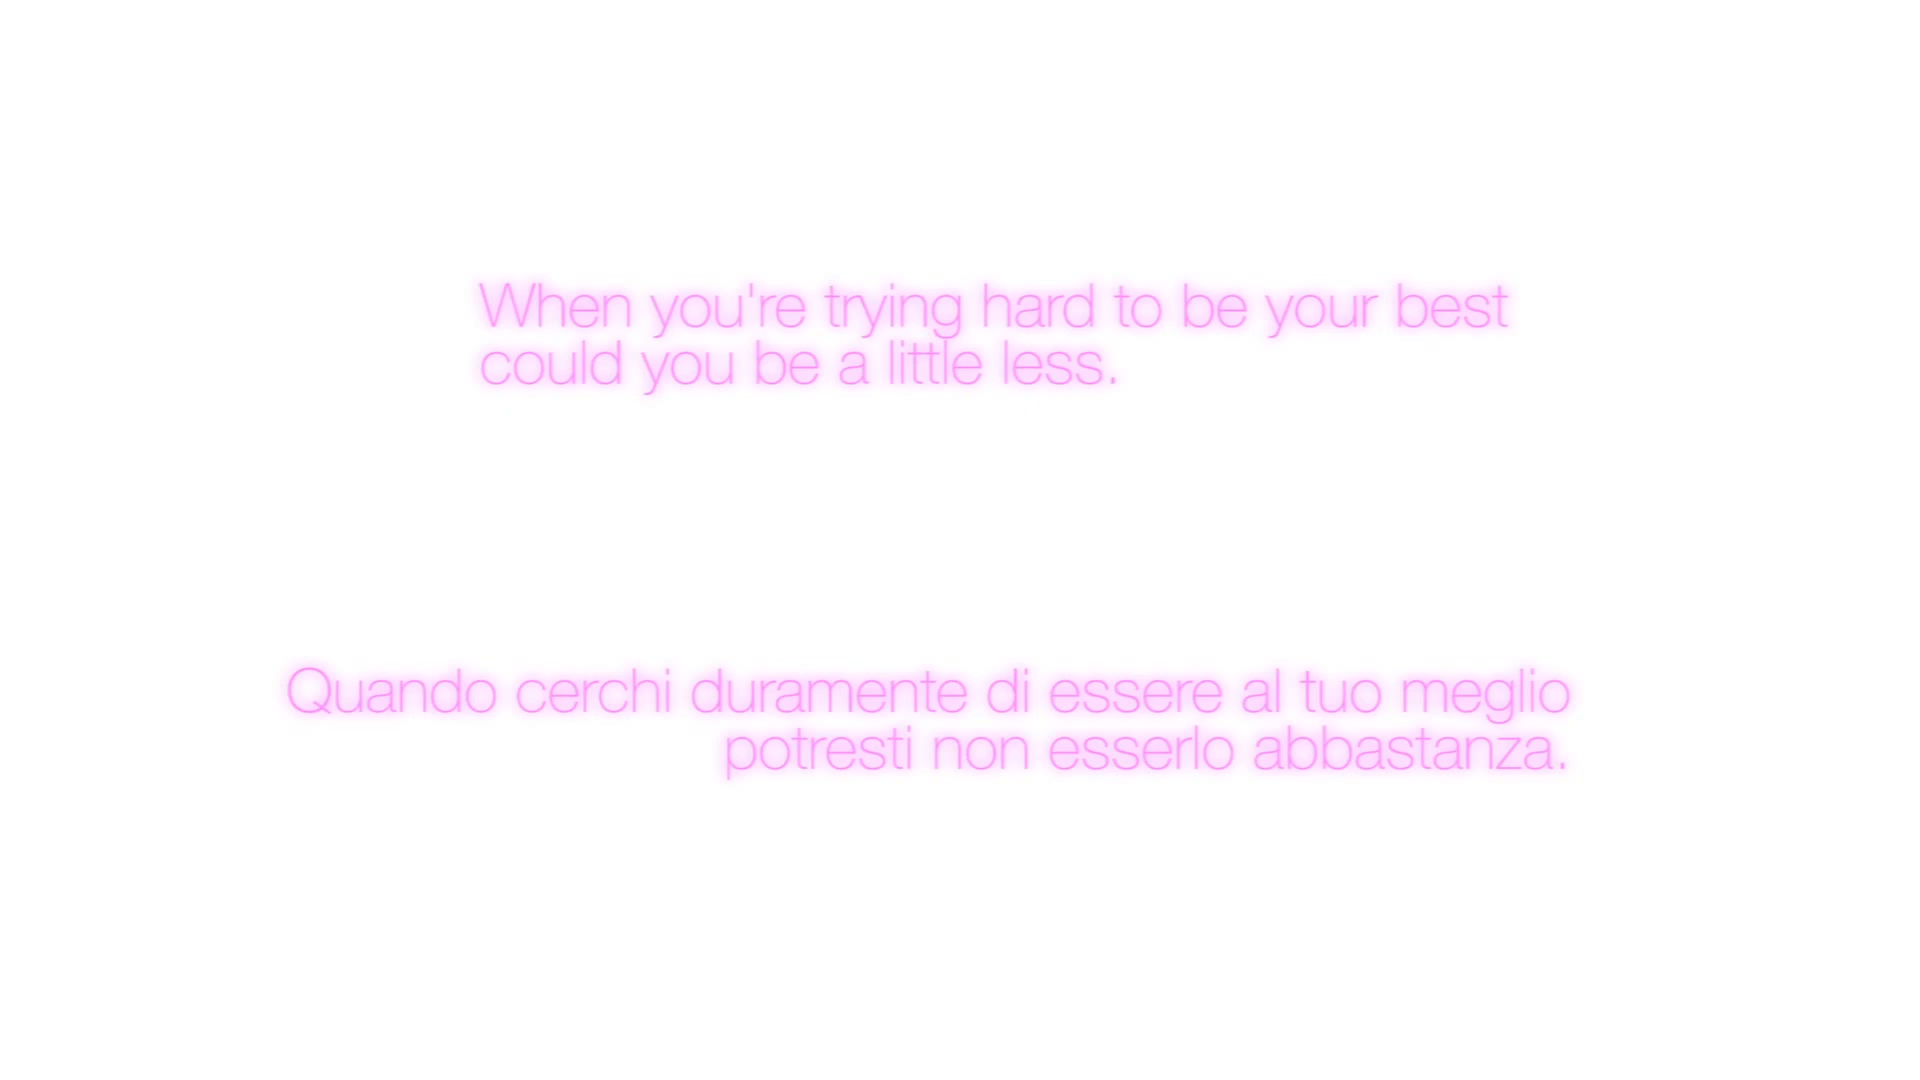 When you're trying hard to be your best
could you be a little less.
Quando cerchi duramente di essere al tuo meglio
potresti non esserlo abbastanza.